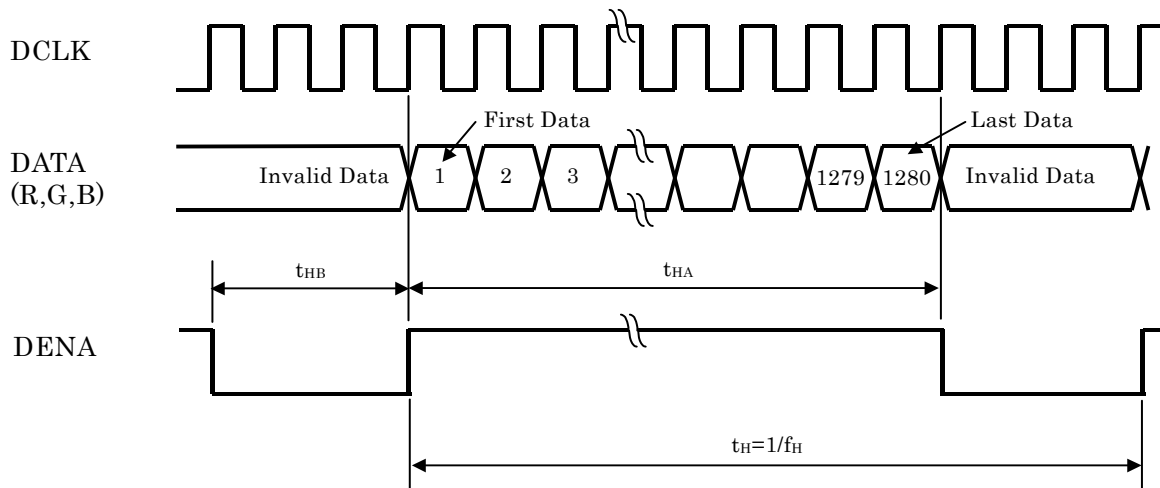 DCLK
First Data
Last Data
DATA
(R,G,B)
Invalid Data
1
2
3
1279
1280
Invalid Data
tHB
tHA
DENA
tH=1/fH